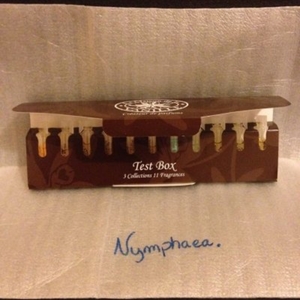 Test Box
3 Collections 11 Fragrances
Nymphaea.